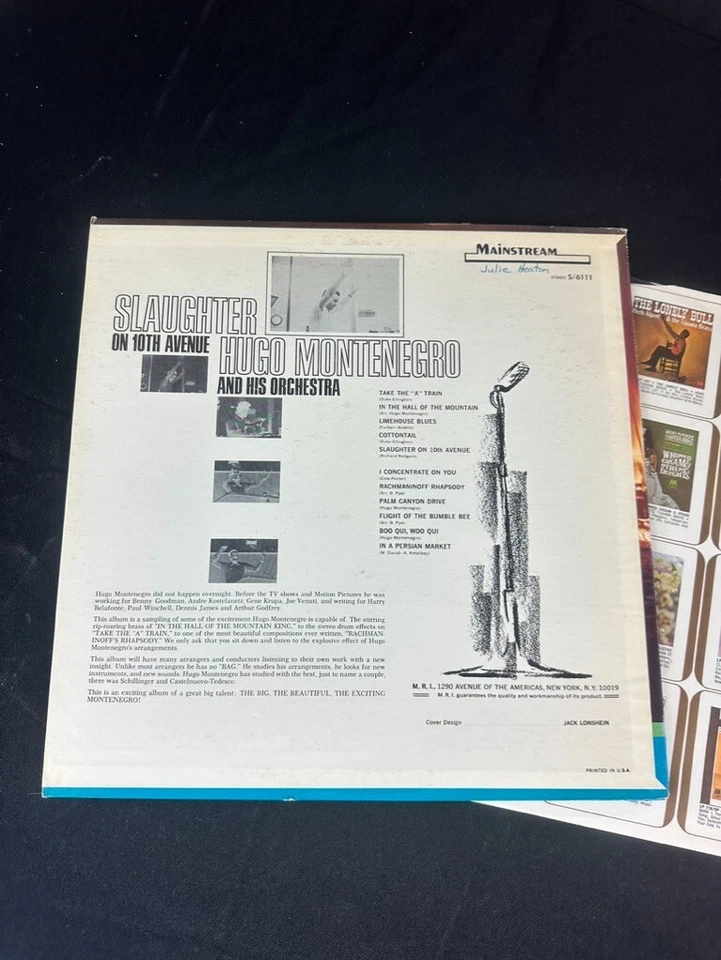 MAINSTREAM
Julie Heaton
STEREO S/6111
SLAUGHTER
ON 10TH AVENUE
HUGO MONTENEGRO
AND HIS ORCHESTRA
TAKE THE "A" TRAIN
(Duke Ellington)
IN THE HALL OF THE MOUNTAIN
(Arr. Hugo Montenegro)
LIMEHOUSE BLUES
(Furber—Braham)
COTTONTAIL
(Duke Ellington)
SLAUGHTER ON 10th AVENUE
(Richard Rodgers)
I CONCENTRATE ON YOU
(Cole Porter)
RACHMANINOFF RHAPSODY
(Arr. B. Pye)
PALM CANYON DRIVE
(Hugo Montenegro)
FLIGHT OF THE BUMBLE BEE
(Arr. B. Pye)
BOO QUI, WOO QUI
(Hugo Montenegro)
IN A PERSIAN MARKET
Hugo Montenegro did not happen overnight. Before the TV shows and Motion Pictures he was
working for Benny Goodman, Andre Kostelanetz, Gene Krupa, Joe Venuti, and writing for Harry
Belafonte, Paul Winchell, Dennis James and Arthur Godfrey.
This album is a sampling of some of the excitement Hugo Montenegro is capable of. The stirring
rip-roaring brass of "IN THE HALL OF THE MOUNTAIN KING," to the stereo drum effects on
"TAKE THE "A" TRAIN," to one of the most beautiful compositions ever written, "RACHMAN-
INOFF'S RHAPSODY." We only ask that you sit down and listen to the explosive effect of Hugo
Montenegro's arrangements.
This album will have many arrangers and conductors listening to their own work with a new
insight. Unlike most arrangers he has no "BAG." He studies his arrangements, he looks for new
instruments, and new sounds. Hugo Montenegro has studied with the best, just to name a couple,
there was Schillinger and Castelnuovo-Tedesco.
This is an exciting album of a great big talent: THE BIG, THE BEAUTIFUL, THE EXCITING
MONTENEGRO!
M. R. I., 1290 AVENUE OF THE AMERICAS, NEW YORK, N. Y. 10019
M. R. I. guarantees the quality and workmanship of its product.
Cover Design JACK LONSHEIN
PRINTED IN U.S.A.
THE LONELY BULL
WHIPPED
CREAM